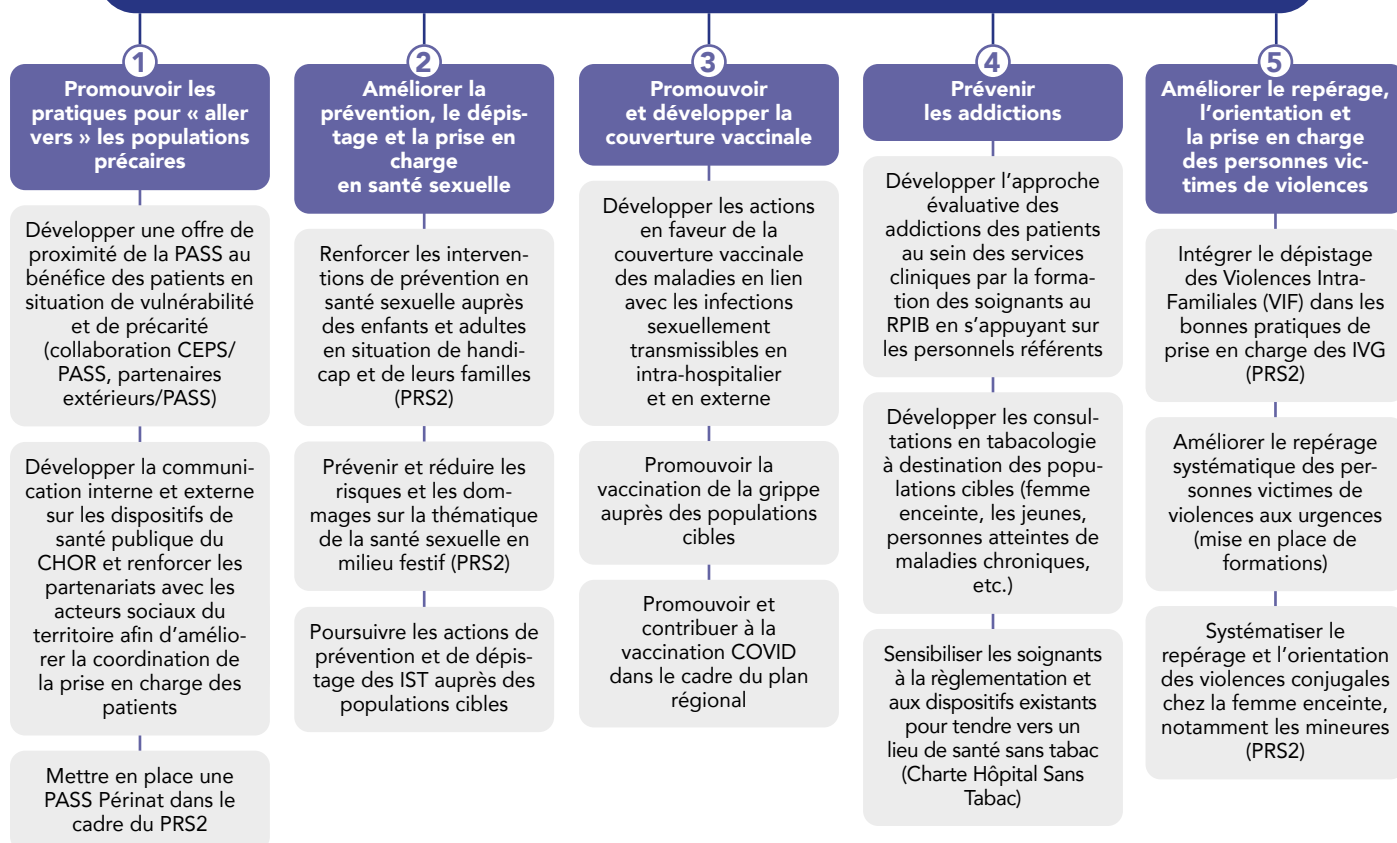 1
Promouvoir les
pratiques pour « aller
vers » les populations
précaires
Développer une offre de
proximité de la PASS au
bénéfice des patients en
situation de vulnérabilité
et de précarité
(collaboration CEPS/
PASS, partenaires
extérieurs/PASS)
Développer la communi-
cation interne et externe
sur les dispositifs de
santé publique du
CHOR et renforcer les
partenariats avec les
acteurs sociaux du
territoire afin d’amélio-
rer la coordination de
la prise en charge des
patients
Mettre en place une
PASS Périnat dans le
cadre du PRS2
2
Améliorer la
prévention, le dépis-
tage et la prise en
charge
en santé sexuelle
Renforcer les interven-
tions de prévention en
santé sexuelle auprès
des enfants et adultes
en situation de handi-
cap et de leurs familles
(PRS2)
Prévenir et réduire les
risques et les dom-
mages sur la thématique
de la santé sexuelle en
milieu festif (PRS2)
Poursuivre les actions de
prévention et de dépis-
tage des IST auprès des
populations cibles
3
Promouvoir
et développer la
couverture vaccinale
Développer les actions
en faveur de la
couverture vaccinale
des maladies en lien
avec les infections
sexuellement
transmissibles en
intra-hospitalier
et en externe
Promouvoir la
vaccination de la grippe
auprès des populations
cibles
Promouvoir et
contribuer à la
vaccination COVID
dans le cadre du plan
régional
4
Prévenir
les addictions
Développer l’approche
évaluative des
addictions des patients
au sein des services
cliniques par la forma-
tion des soignants au
RPIB en s’appuyant sur
les personnels référents
Développer les consul-
tations en tabacologie
à destination des popu-
lations cibles (femme
enceinte, les jeunes,
personnes atteintes de
maladies chroniques,
etc.)
Sensibiliser les soignants
à la règlementation et
aux dispositifs existants
pour tendre vers un
lieu de santé sans tabac
(Charte Hôpital Sans
Tabac)
5
Améliorer le repérage,
l’orientation et
la prise en charge
des personnes vic-
times de violences
Intégrer le dépistage
des Violences Intra-
Familiales (VIF) dans les
bonnes pratiques de
prise en charge des IVG
(PRS2)
Améliorer le repérage
systématique des per-
sonnes victimes de
violences aux urgences
(mise en place de
formations)
Systématiser le
repérage et l’orientation
des violences conjugales
chez la femme enceinte,
notamment les mineures
(PRS2)